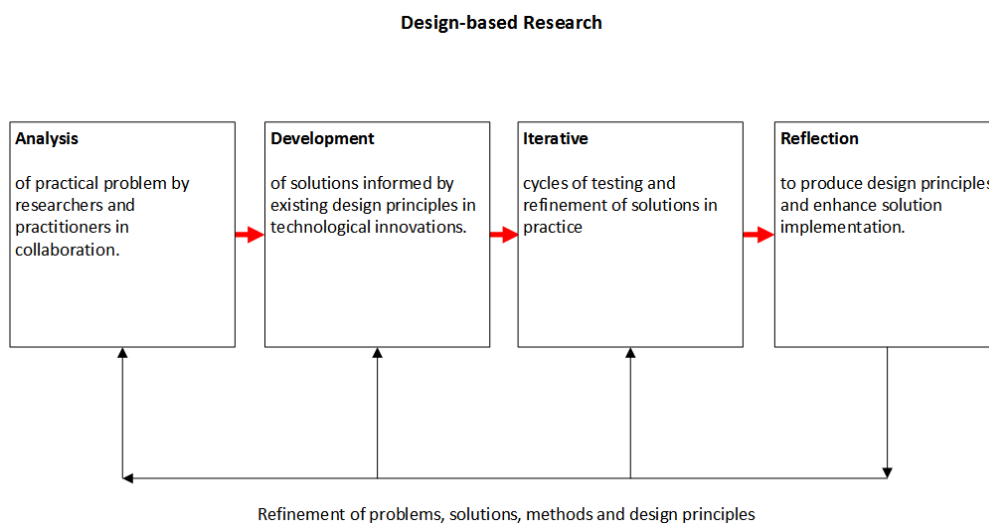 Design-based Research
Analysis
of practical problem by
researchers and
practitioners in
collaboration.
Development
of solutions informed by
existing design principles in
technological innovations.
Iterative
cycles of testing and
refinement of solutions in
practice
Reflection
to produce design principles
and enhance solution
implementation.
Refinement of problems, solutions, methods and design principles